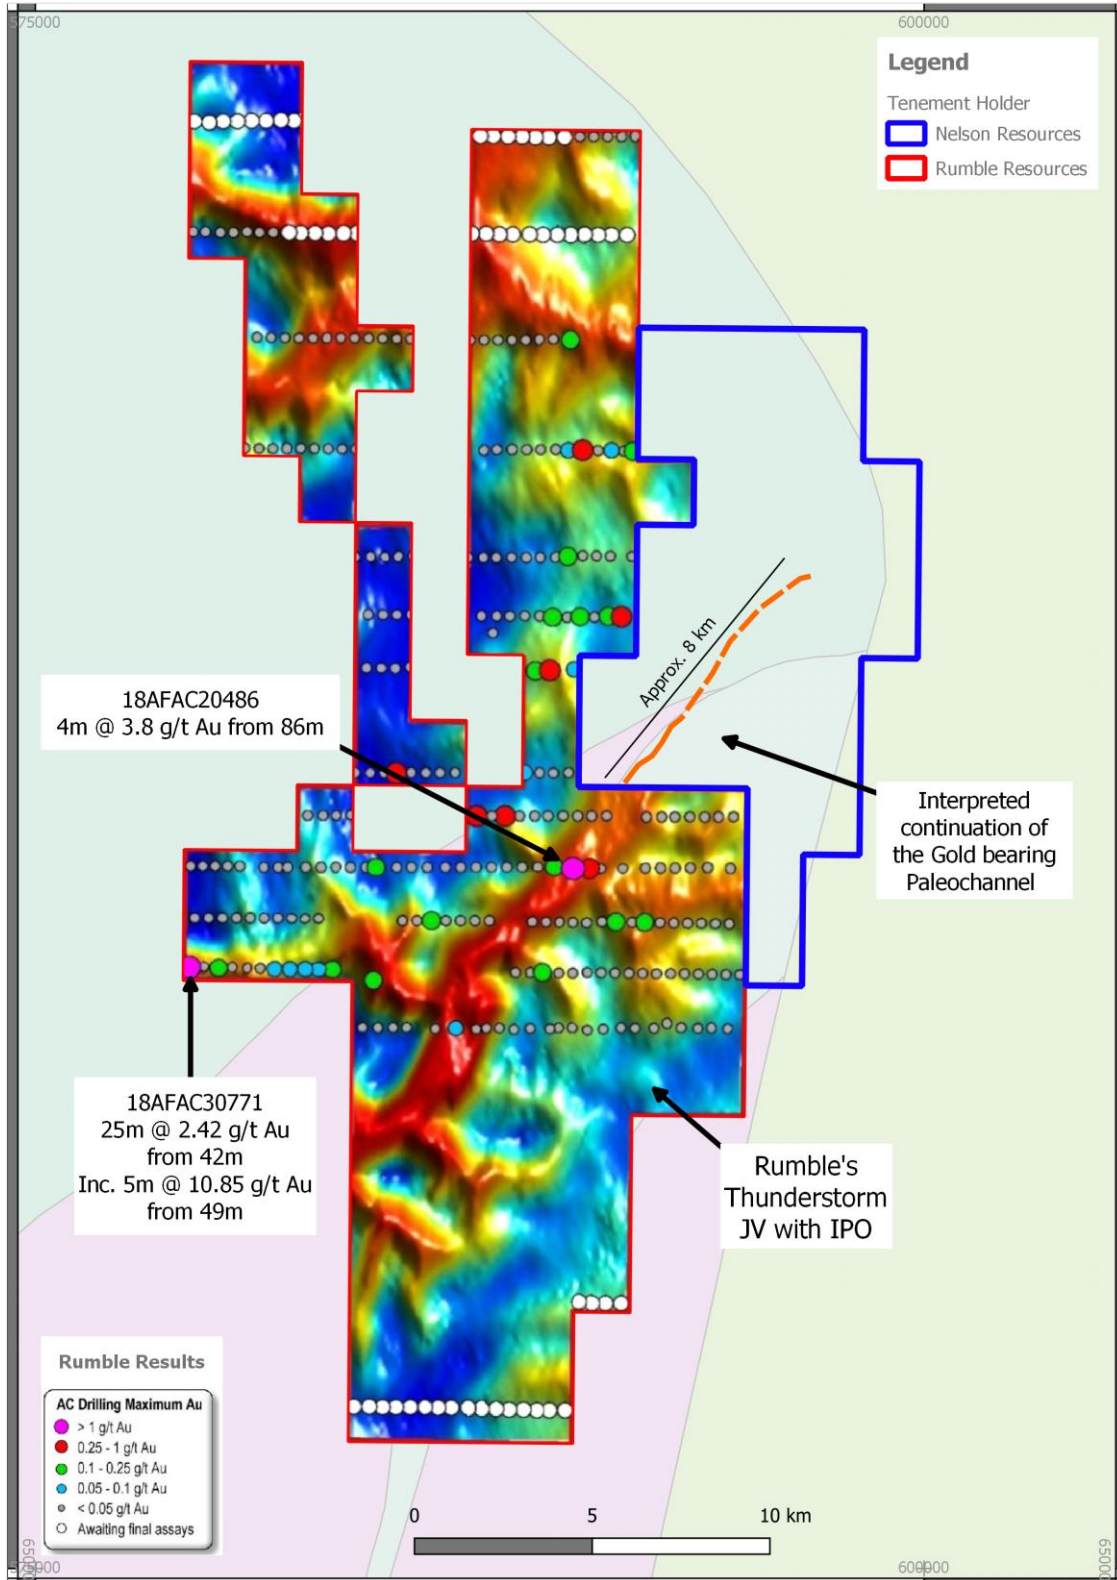 575000
600000
Legend
Tenement Holder
Nelson Resources
Rumble Resources
Approx. 8 km
18AFAC20486
4m @ 3.8 g/t Au from 86m
Interpreted
continuation of
the Gold bearing
Paleochannel
18AFAC30771
25m @ 2.42 g/t Au
from 42m
Inc. 5m @ 10.85 g/t Au
from 49m
Rumble's
Thunderstorm
JV with IPO
Rumble Results
AC Drilling Maximum Au
> 1 g/t Au
0.25 - 1 g/t Au
0.1 - 0.25 g/t Au
0.05 - 0.1 g/t Au
< 0.05 g/t Au
Awaiting final assays
0 5 10 km
575000
600000